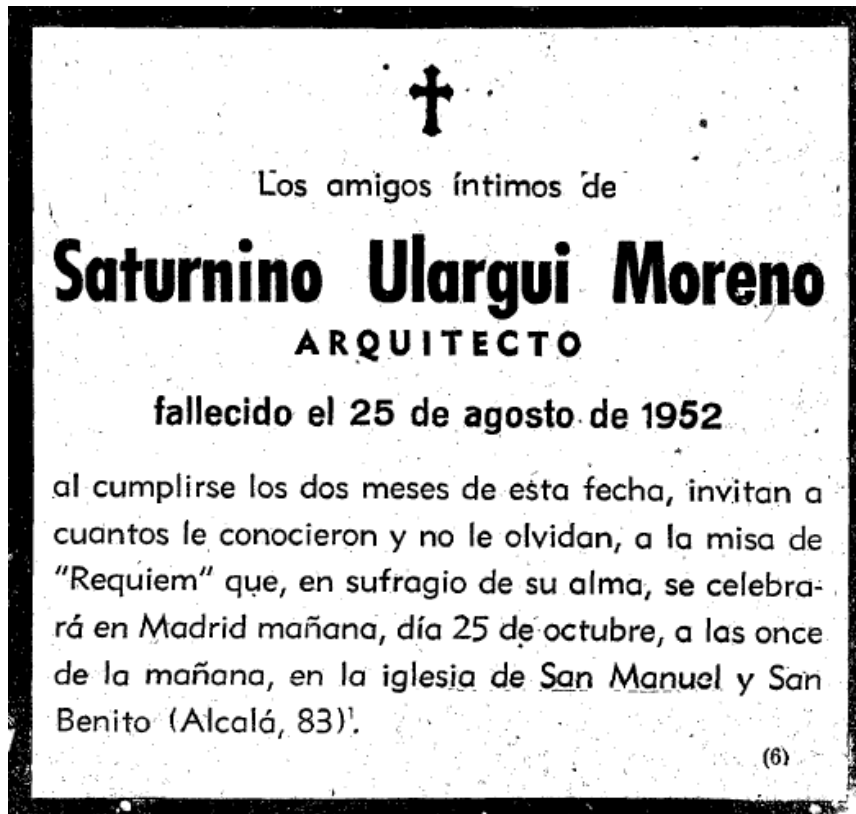 Los amigos íntimos de
Saturnino Ulargui Moreno
ARQUITECTO
fallecido el 25 de agosto de 1952
al cumplirse los dos meses de esta fecha, invitan a
cuantos le conocieron y no le olvidan, a la misa de
"Requiem" que, en sufragio de su alma, se celebra-
rá en Madrid mañana, día 25 de octubre, a las once
de la mañana, en la iglesia de San Manuel y San
Benito (Alcalá, 83).
(6)